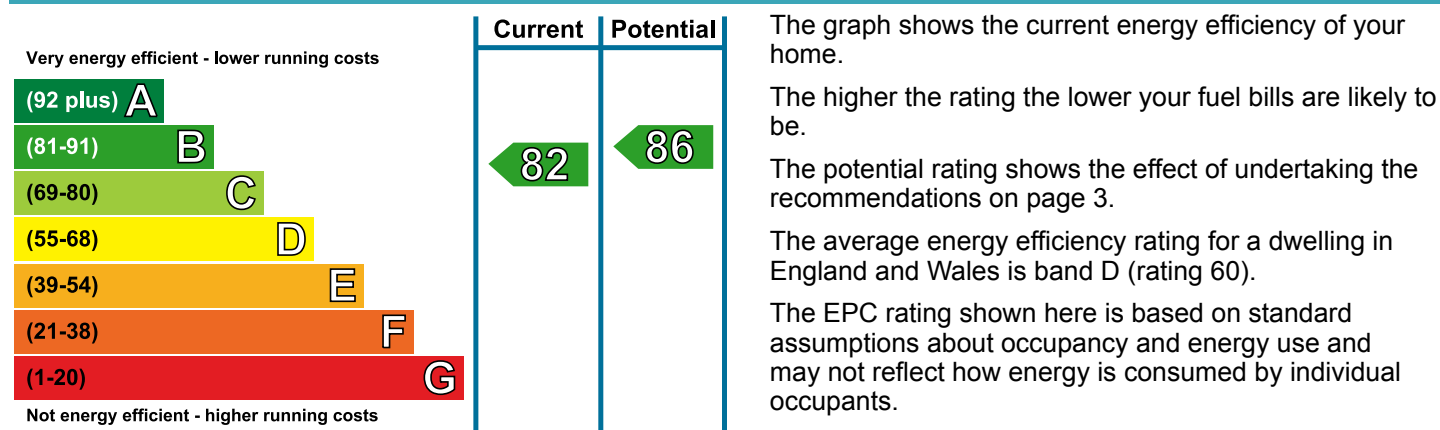 Current Potential
Very energy efficient - lower running costs
(92 plus) A
(81-91) B
(69-80) C
(55-68) D
(39-54) E
(21-38) F
(1-20) G
Not energy efficient - higher running costs
82
86
The graph shows the current energy efficiency of your
home.
The higher the rating the lower your fuel bills are likely to
be.
The potential rating shows the effect of undertaking the
recommendations on page 3.
The average energy efficiency rating for a dwelling in
England and Wales is band D (rating 60).
The EPC rating shown here is based on standard
assumptions about occupancy and energy use and
may not reflect how energy is consumed by individual
occupants.